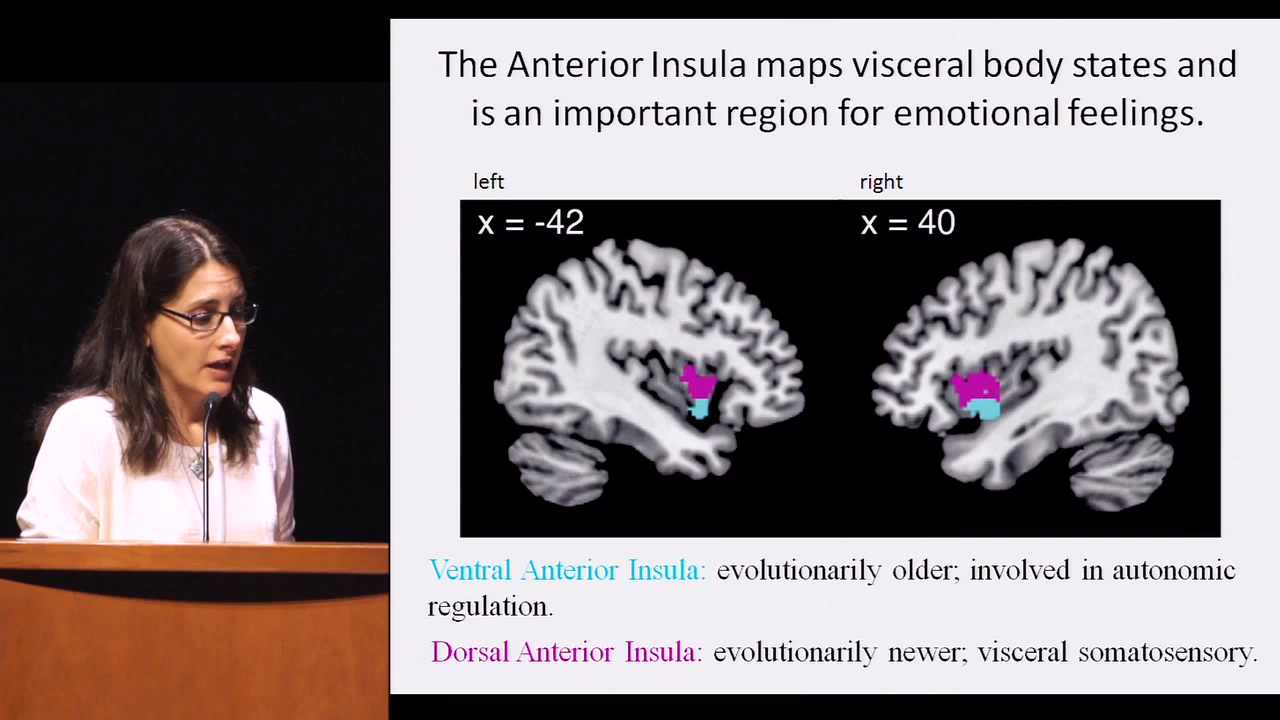 The Anterior Insula maps visceral body states and
is an important region for emotional feelings.
left
right
x = -42
x = 40
Ventral Anterior Insula: evolutionarily older; involved in autonomic
regulation.
Dorsal Anterior Insula: evolutionarily newer; visceral somatosensory.